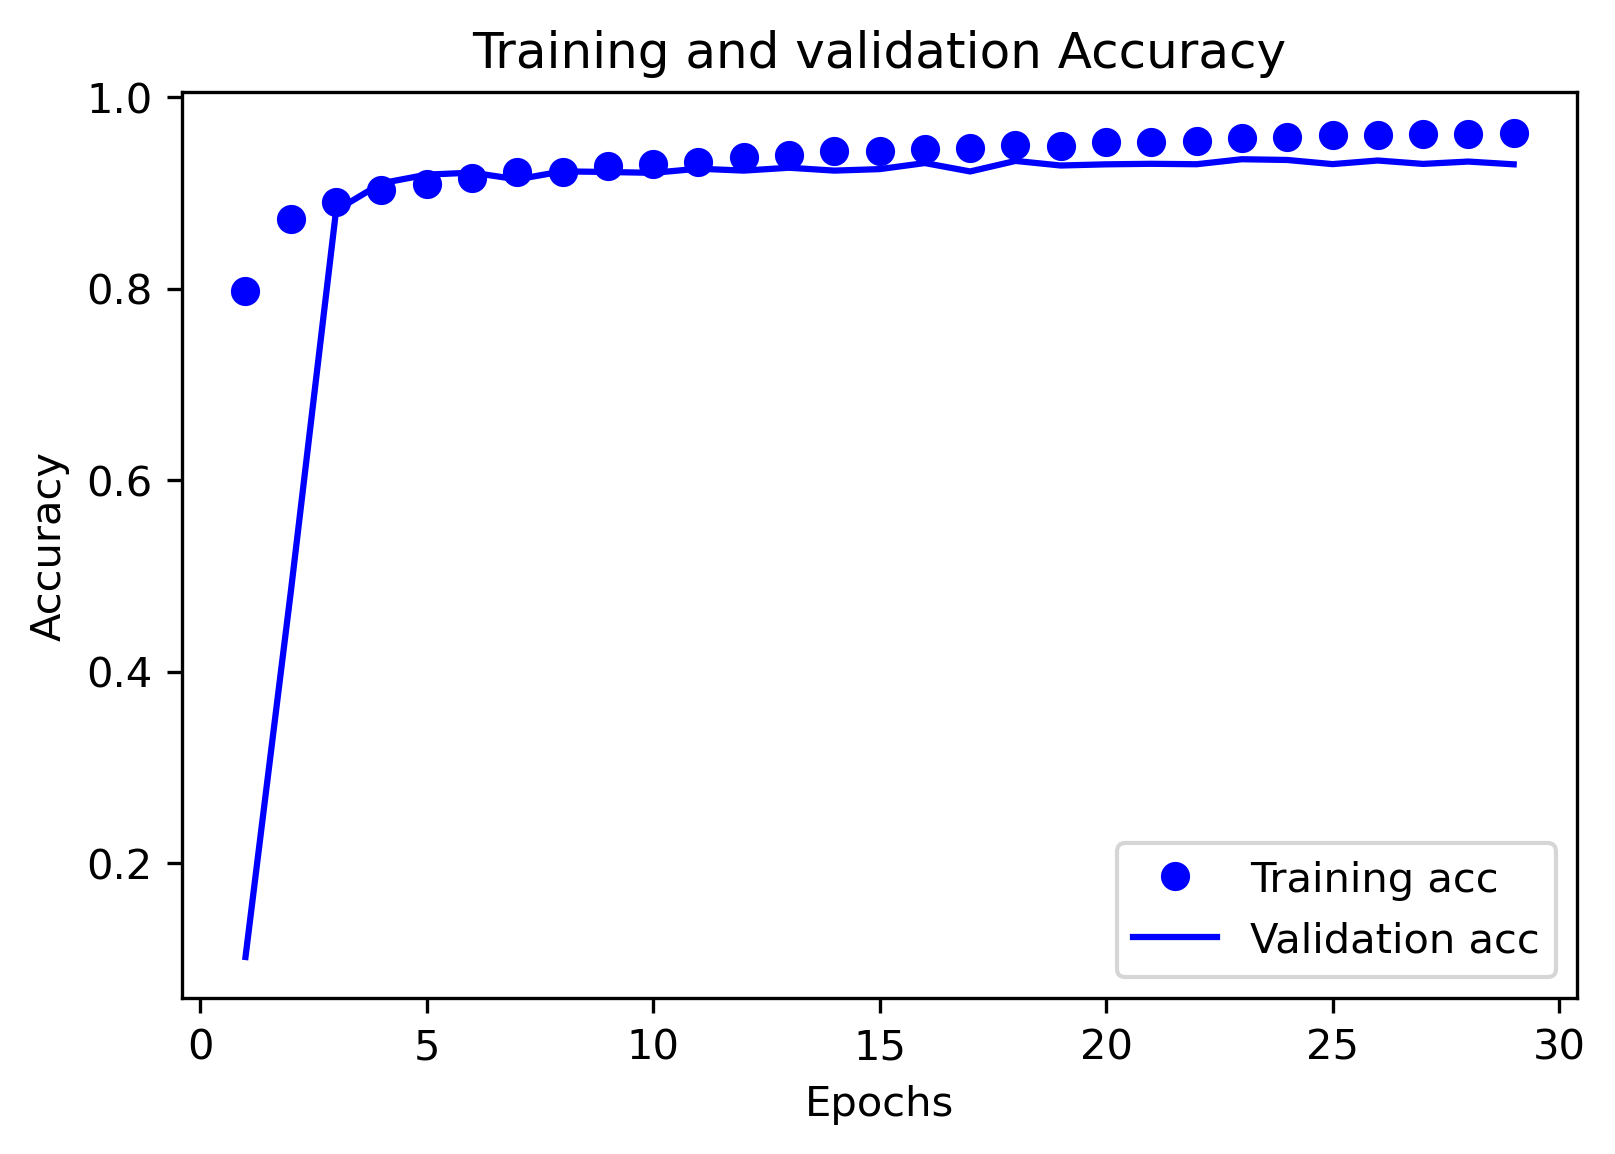 Training and validation Accuracy
1.0
0.8
0.6
0.4
0.2
Accuracy
Training acc
Validation acc
0 5 10 15 20 25 30
Epochs